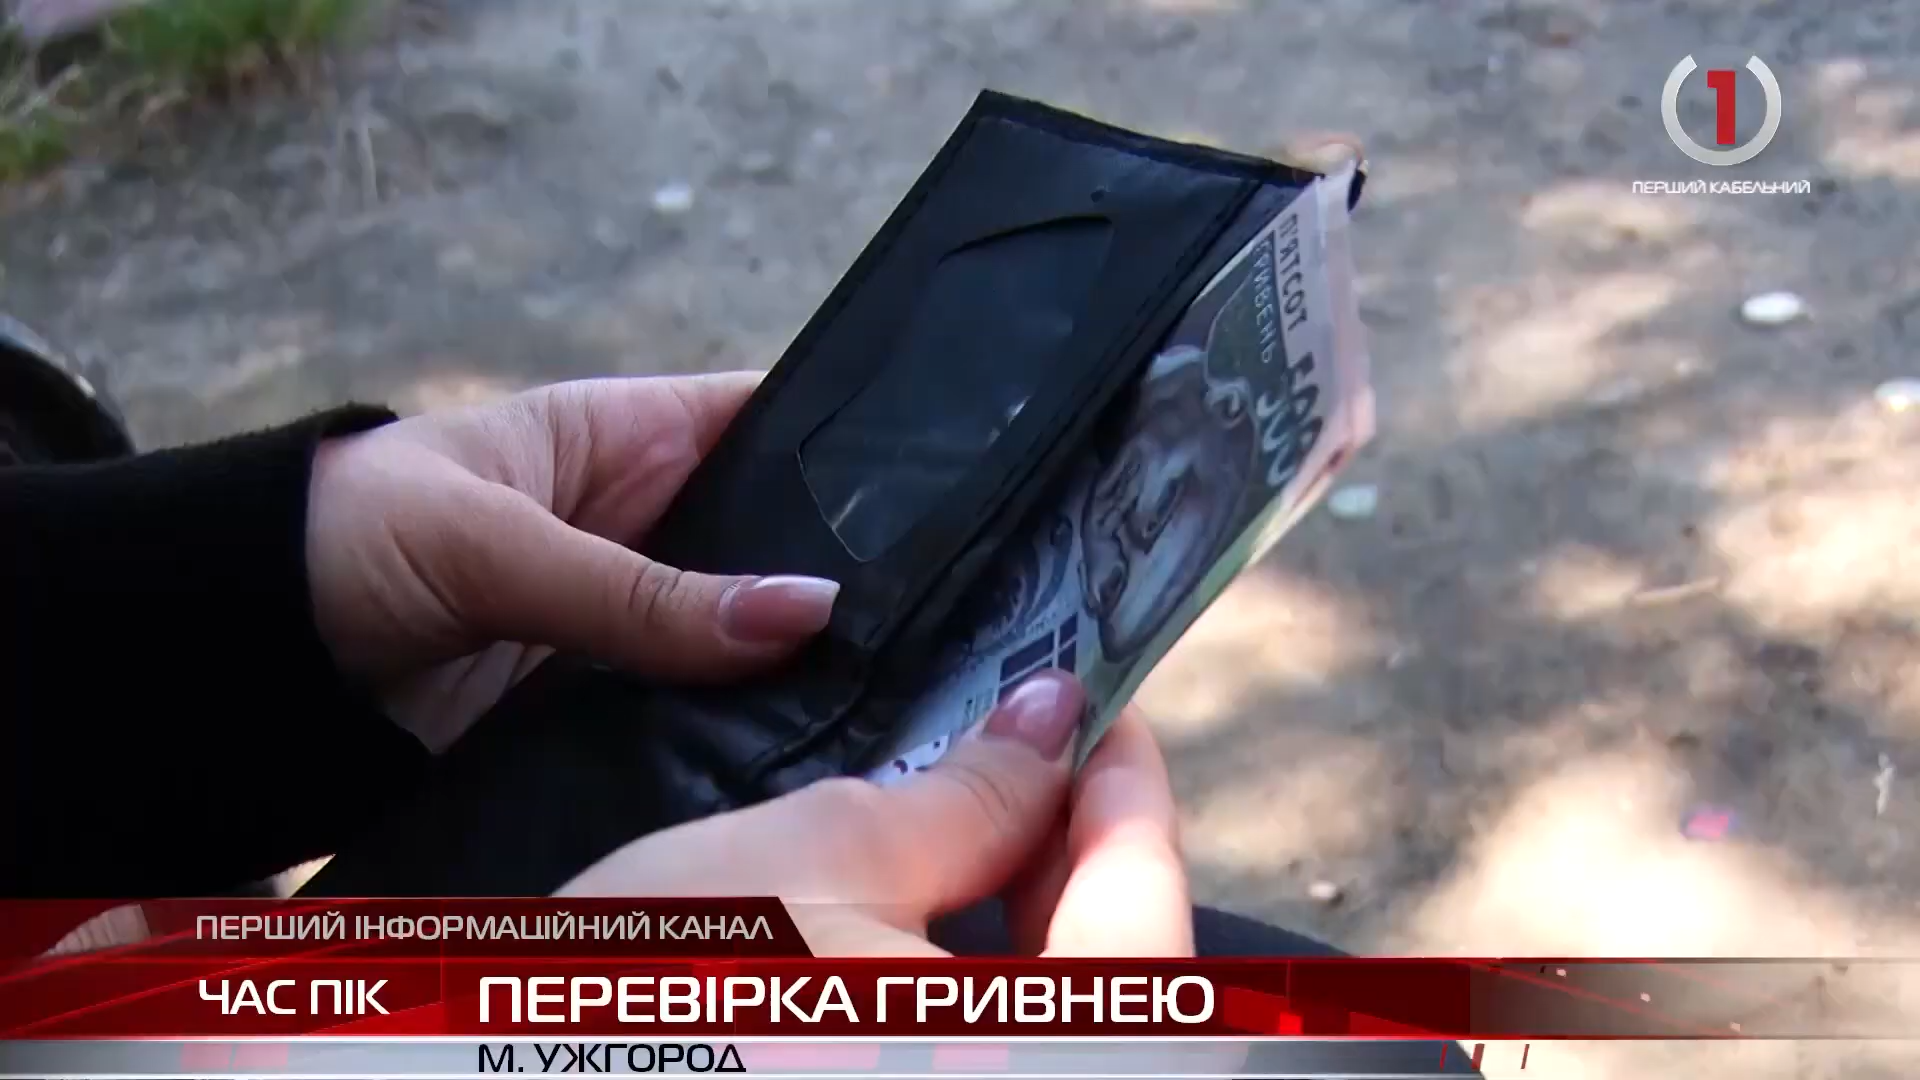 1
ПЕРШИЙ КАБЕЛЬНИЙ
П'ЯТСОТ
ГРИВЕНЬ
500
ПЕРШИЙ ІНФОРМАЦІЙНИЙ КАНАЛ
ЧАС ПІК
ПЕРЕВІРКА ГРИВНЕЮ
М. УЖГОРОД